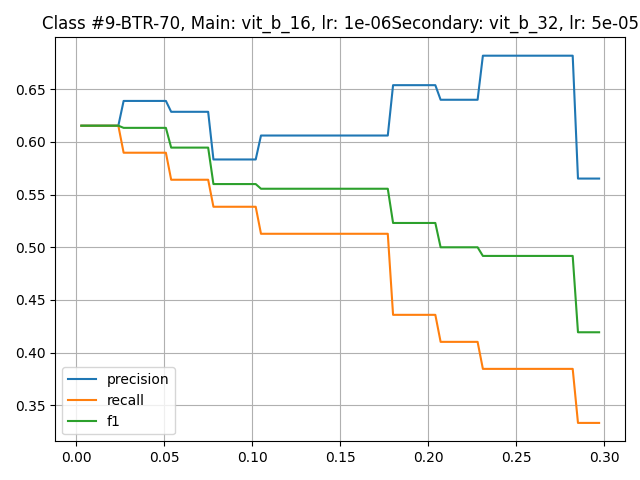 Class #9-BTR-70, Main: vit_b_16, lr: 1e-06Secondary: vit_b_32, lr: 5e-05
0.65
0.60
0.55
0.50
0.45
0.40
0.35
precision
recall
f1
0.00 0.05 0.10 0.15 0.20 0.25 0.30